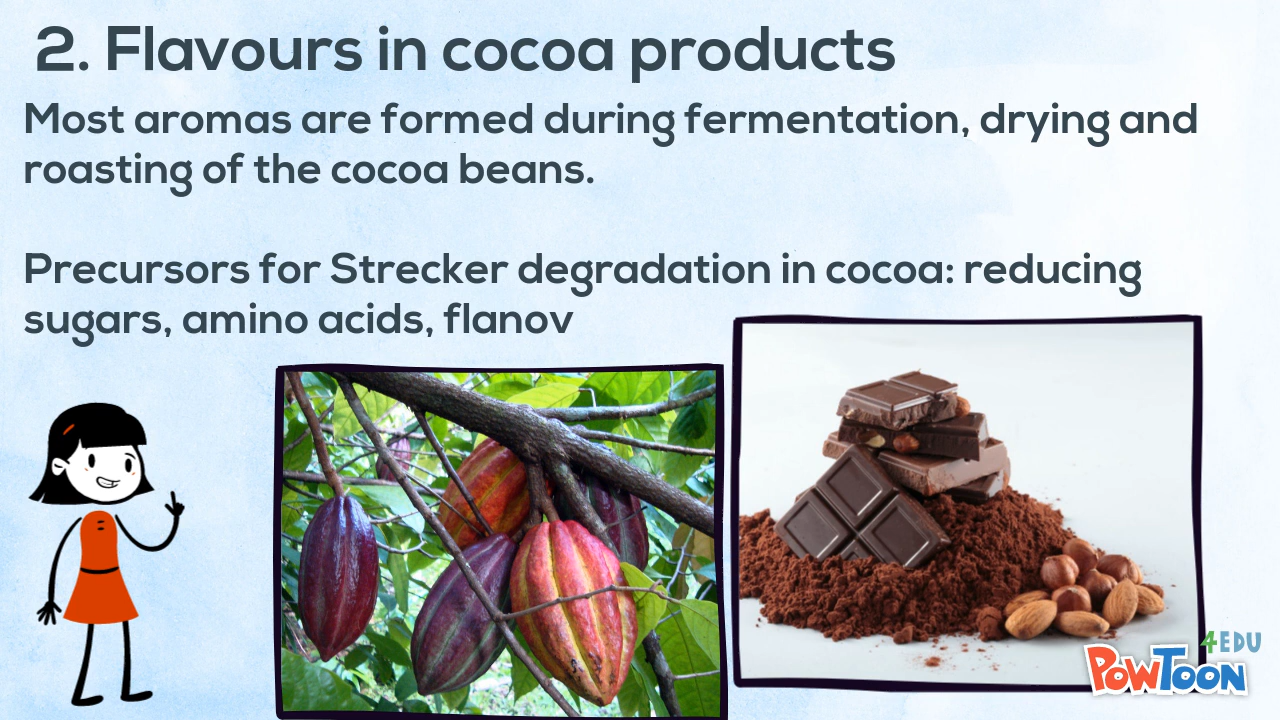 2. Flavours in cocoa products
Most aromas are formed during fermentation, drying and
roasting of the cocoa beans.
Precursors for Strecker degradation in cocoa: reducing
sugars, amino acids, flanov
4EDU
POWTOON